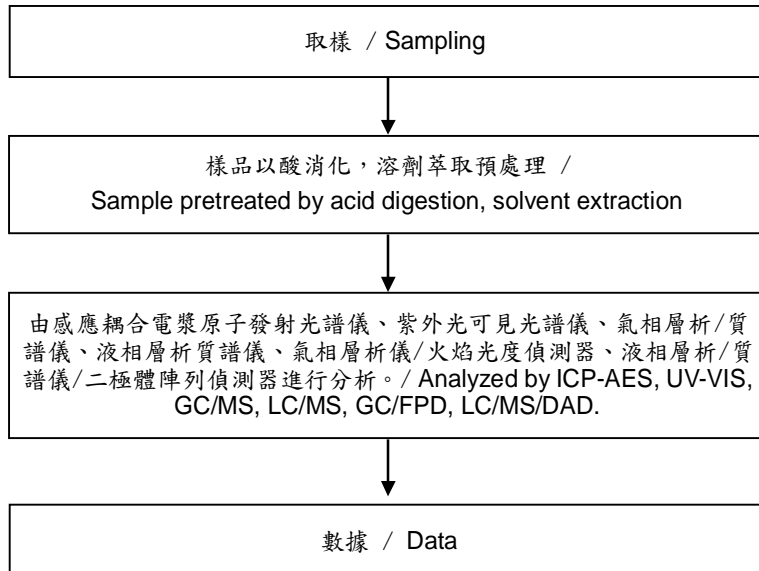 取樣 / Sampling
樣品以酸消化，溶劑萃取預處理 /
Sample pretreated by acid digestion, solvent extraction
由感應耦合電漿原子發射光譜儀、紫外光可見光譜儀、氣相層析/質
譜儀、液相層析質譜儀、氣相層析儀/火焰光度偵測器、液相層析/質
譜儀/二極體陣列偵測器進行分析。/ Analyzed by ICP-AES, UV-VIS,
GC/MS, LC/MS, GC/FPD, LC/MS/DAD.
數據 / Data